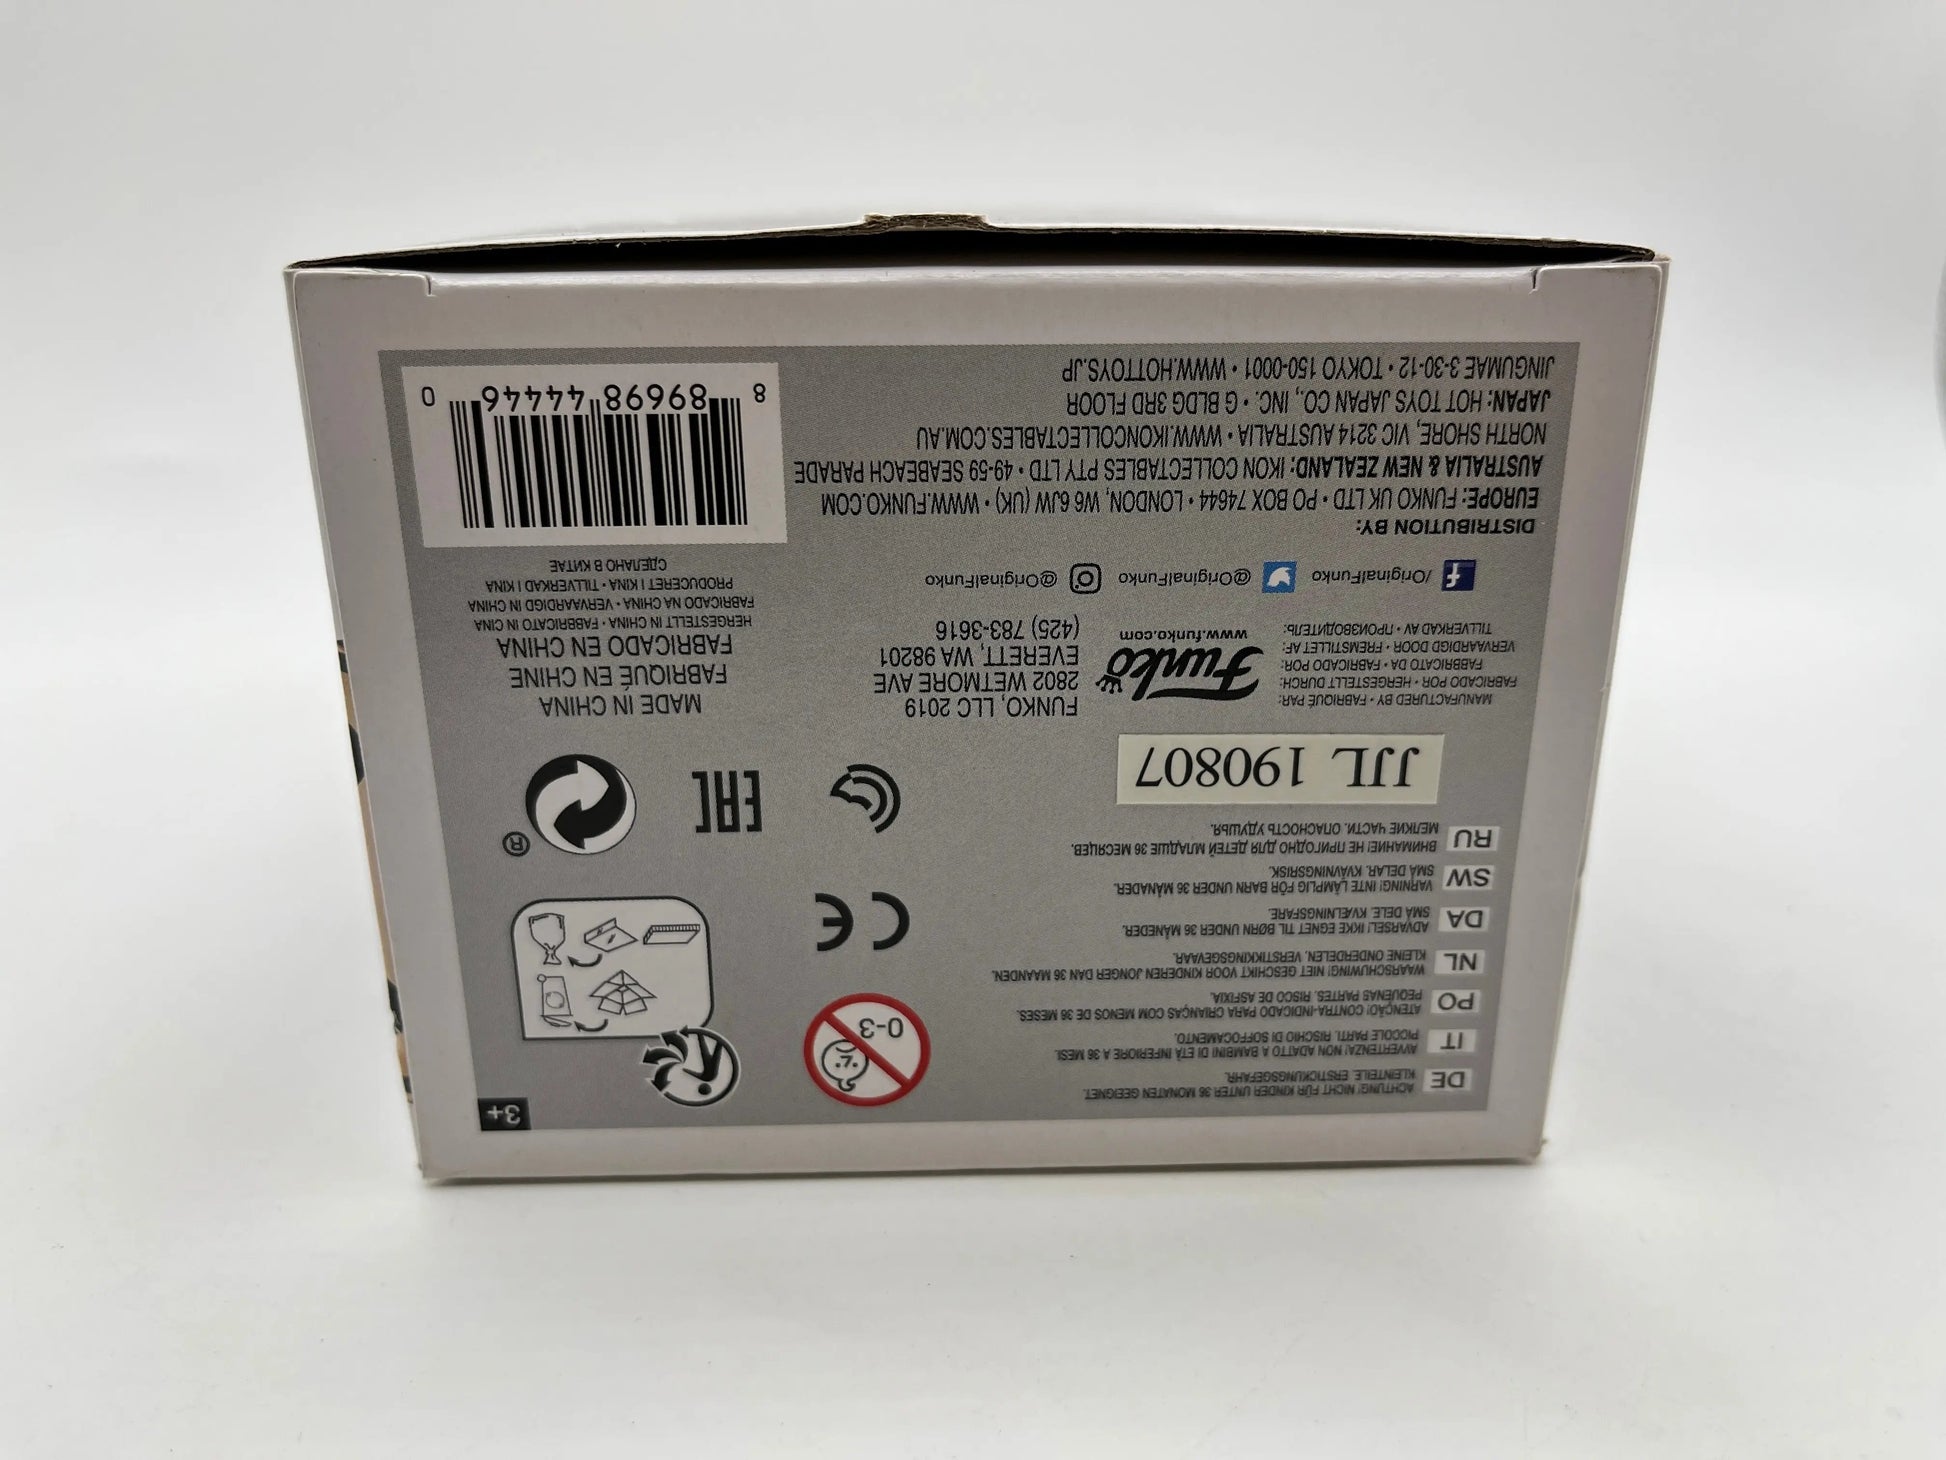 3+
DE ACHTUNG! NICHT FÜR KINDER UNTER 36 MONATEN GEEIGNET.
KLEINTEILE. ERSTICKUNGSGEFAHR.
IT AVVERTENZA! NON ADATTO A BAMBINI DI ETÀ INFERIORE A 36 MESI.
PICCOLE PARTI. RISCHIO DI SOFFOCAMENTO.
PO ATENÇÃO! CONTRA-INDICADO PARA CRIANÇAS COM MENOS DE 36 MESES.
PEQUENAS PARTES. RISCO DE ASFIXIA.
NL WAARSCHUWING! NIET GESCHIKT VOOR KINDEREN JONGER DAN 36 MAANDEN.
KLEINE ONDERDELEN. VERSTIKKINGSGEVAAR.
DA ADVARSEL! IKKE EGNET TIL BØRN UNDER 36 MÅNEDER.
SMÅ DELE. KVÆLNINGSFARE.
SW VARNING! INTE LÄMPLIG FÖR BARN UNDER 36 MÅNADER.
SMÅ DELAR. KVÄVNINGSRISK.
RU ВНИМАНИЕ! НЕ ПРИГОДНО ДЛЯ ДЕТЕЙ МЛАДШЕ 36 МЕСЯЦЕВ.
МЕЛКИЕ ЧАСТИ. ОПАСНОСТЬ УДУШЬЯ.
0-3
CE
EAC
®
JJL 190807
MANUFACTURED BY • FABRIQUÉ PAR:
FABRICADO POR • HERGESTELLT DURCH:
FABBRICATO DA • FABRICADO POR:
VERVAARDIGD DOOR • FREMSTILLET AF:
TILLVERKAD AV • ПРОИЗВОДИТЕЛЬ:
Funko
www.funko.com
FUNKO, LLC 2019
2802 WETMORE AVE
EVERETT, WA 98201
(425) 783-3616
MADE IN CHINA
FABRIQUÉ EN CHINE
FABRICADO EN CHINA
HERGESTELLT IN CHINA • FABBRICATO IN CINA
FABRICADO NA CHINA • VERVAARDIGD IN CHINA
PRODUCERET I KINA • TILLVERKAD I KINA
СДЕЛАНО В КИТАЕ
/OriginalFunko @OriginalFunko @OriginalFunko
DISTRIBUTION BY:
EUROPE: FUNKO UK LTD • PO BOX 74644 • LONDON, W6 6JW (UK) • WWW.FUNKO.COM
AUSTRALIA & NEW ZEALAND: IKON COLLECTABLES PTY LTD • 49-59 SEABEACH PARADE
NORTH SHORE, VIC 3214 AUSTRALIA • WWW.IKONCOLLECTABLES.COM.AU
JAPAN: HOT TOYS JAPAN CO., INC. • G BLDG 3RD FLOOR
JINGUMAE 3-30-12 • TOKYO 150-0001 • WWW.HOTTOYS.JP
8 89698 44446 0